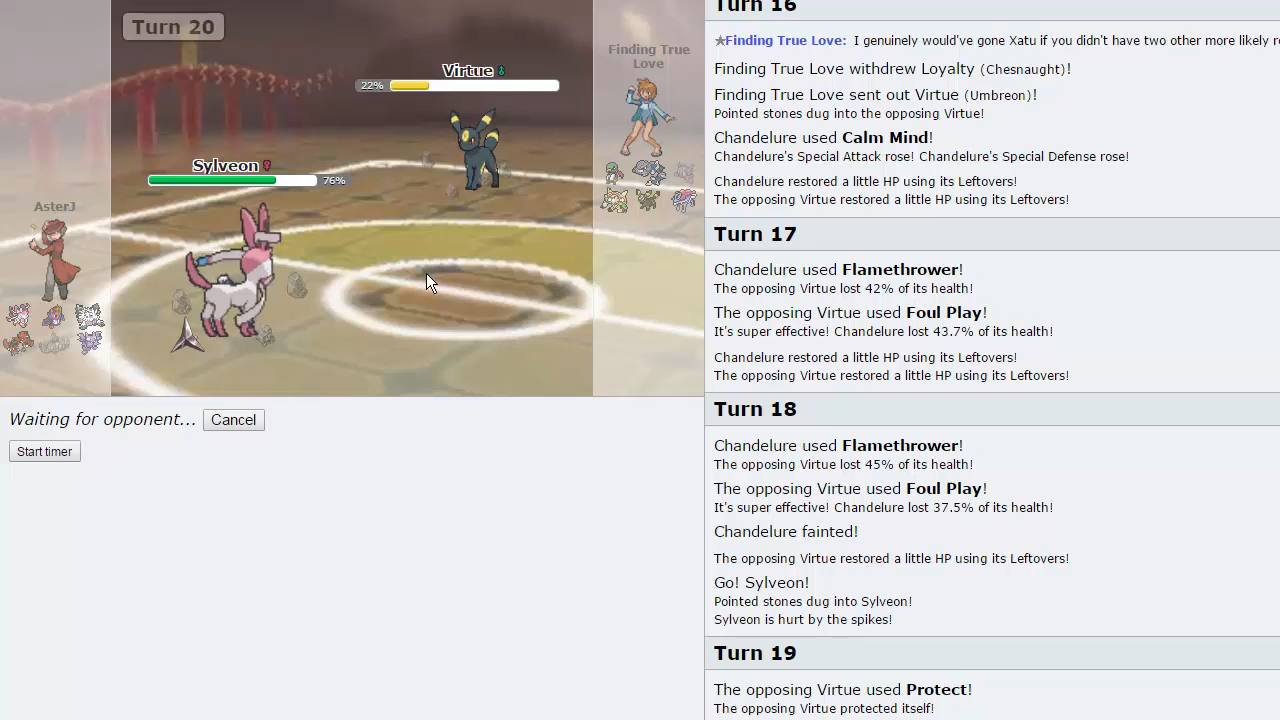 Turn 20
Virtue
22%
Sylveon
76%
AsterJ
Finding True
Love
Waiting for opponent... Cancel
Start timer
Turn 16
★Finding True Love: I genuinely would've gone Xatu if you didn't have two other more likely
Finding True Love withdrew Loyalty (Chesnaught)!
Finding True Love sent out Virtue (Umbreon)!
Pointed stones dug into the opposing Virtue!
Chandelure used Calm Mind!
Chandelure's Special Attack rose! Chandelure's Special Defense rose!
Chandelure restored a little HP using its Leftovers!
The opposing Virtue restored a little HP using its Leftovers!
Turn 17
Chandelure used Flamethrower!
The opposing Virtue lost 42% of its health!
The opposing Virtue used Foul Play!
It's super effective! Chandelure lost 43.7% of its health!
Chandelure restored a little HP using its Leftovers!
The opposing Virtue restored a little HP using its Leftovers!
Turn 18
Chandelure used Flamethrower!
The opposing Virtue lost 45% of its health!
The opposing Virtue used Foul Play!
It's super effective! Chandelure lost 37.5% of its health!
Chandelure fainted!
The opposing Virtue restored a little HP using its Leftovers!
Go! Sylveon!
Pointed stones dug into Sylveon!
Sylveon is hurt by the spikes!
Turn 19
The opposing Virtue used Protect!
The opposing Virtue protected itself!